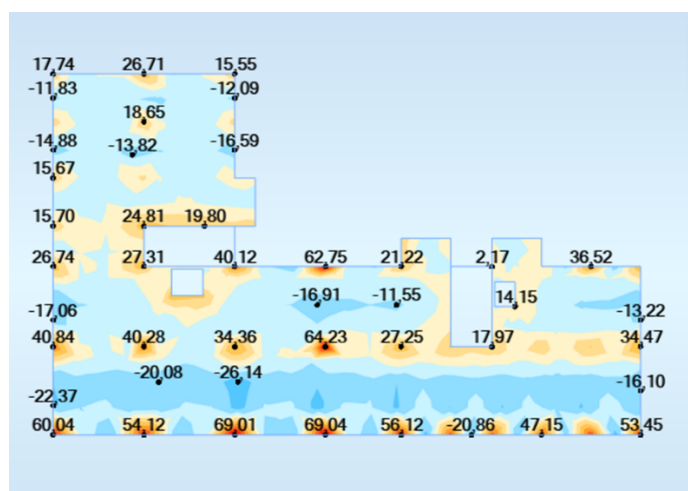 17,74 26,71 15,55
-11,83 -12,09
18,65
-14,88 -13,82 -16,59
15,67
15,70 24,81 19,80
26,74 27,31 40,12 62,75 21,22 2,17 36,52
-16,91 -11,55 14,15
-17,06 -13,22
40,84 40,28 34,36 64,23 27,25 17,97 34,47
-20,08 -26,14 -16,10
-22,37
60,04 54,12 69,01 69,04 56,12 -20,86 47,15 53,45